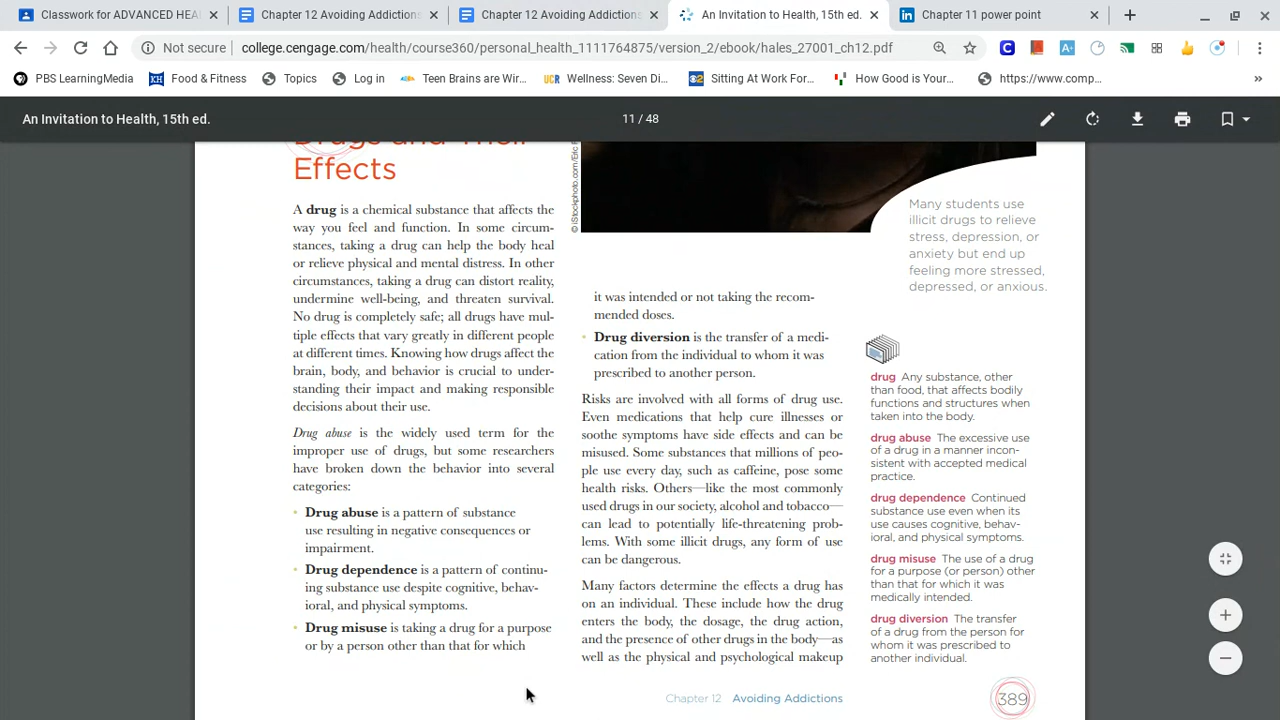 Classwork for ADVANCED HEA
Chapter 12 Avoiding Addictions
Chapter 12 Avoiding Addictions
An Invitation to Health, 15th ed.
Chapter 11 power point
Not secure
college.cengage.com/health/course360/personal_health_1111764875/version_2/ebook/hales_27001_ch12.pdf
PBS LearningMedia
Food & Fitness
Topics
Log in
Teen Brains are Wir...
Wellness: Seven Di...
Sitting At Work For...
How Good is Your...
https://www.comp...
An Invitation to Health, 15th ed.
11 / 48
Drugs and Their
Effects
A drug is a chemical substance that affects the
way you feel and function. In some circum-
stances, taking a drug can help the body heal
or relieve physical and mental distress. In other
circumstances, taking a drug can distort reality,
undermine well-being, and threaten survival.
No drug is completely safe; all drugs have mul-
tiple effects that vary greatly in different people
at different times. Knowing how drugs affect the
brain, body, and behavior is crucial to under-
standing their impact and making responsible
decisions about their use.
Drug abuse is the widely used term for the
improper use of drugs, but some researchers
have broken down the behavior into several
categories:
• Drug abuse is a pattern of substance
use resulting in negative consequences or
impairment.
• Drug dependence is a pattern of continu-
ing substance use despite cognitive, behav-
ioral, and physical symptoms.
• Drug misuse is taking a drug for a purpose
or by a person other than that for which
it was intended or not taking the recom-
mended doses.
• Drug diversion is the transfer of a medi-
cation from the individual to whom it was
prescribed to another person.
Risks are involved with all forms of drug use.
Even medications that help cure illnesses or
soothe symptoms have side effects and can be
misused. Some substances that millions of peo-
ple use every day, such as caffeine, pose some
health risks. Others—like the most commonly
used drugs in our society, alcohol and tobacco—
can lead to potentially life-threatening prob-
lems. With some illicit drugs, any form of use
can be dangerous.
Many factors determine the effects a drug has
on an individual. These include how the drug
enters the body, the dosage, the drug action,
and the presence of other drugs in the body—as
well as the physical and psychological makeup
© iStockphoto.com/Eric
Many students use
illicit drugs to relieve
stress, depression, or
anxiety but end up
feeling more stressed,
depressed, or anxious.
drug Any substance, other
than food, that affects bodily
functions and structures when
taken into the body.
drug abuse The excessive use
of a drug in a manner incon-
sistent with accepted medical
practice.
drug dependence Continued
substance use even when its
use causes cognitive, behav-
ioral, and physical symptoms.
drug misuse The use of a drug
for a purpose (or person) other
than that for which it was
medically intended.
drug diversion The transfer
of a drug from the person for
whom it was prescribed to
another individual.
Chapter 12 Avoiding Addictions
389